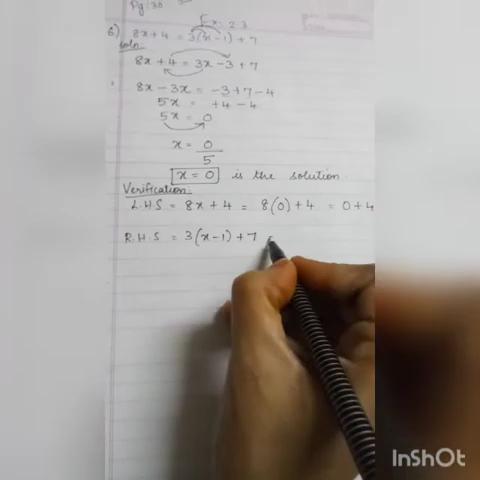 Pg/30
Ex: 2.3
6) 8x+4 = 3(x-1)+7
Soln.
8x + 4 = 3x - 3 + 7
8x - 3x = -3 + 7 - 4
5x = +4 - 4
5x = 0
x = 0/5
x = 0 is the solution.
Verification
L.H.S = 8x + 4 = 8(0) + 4 = 0+4
R.H.S = 3(x-1) + 7
InShOt